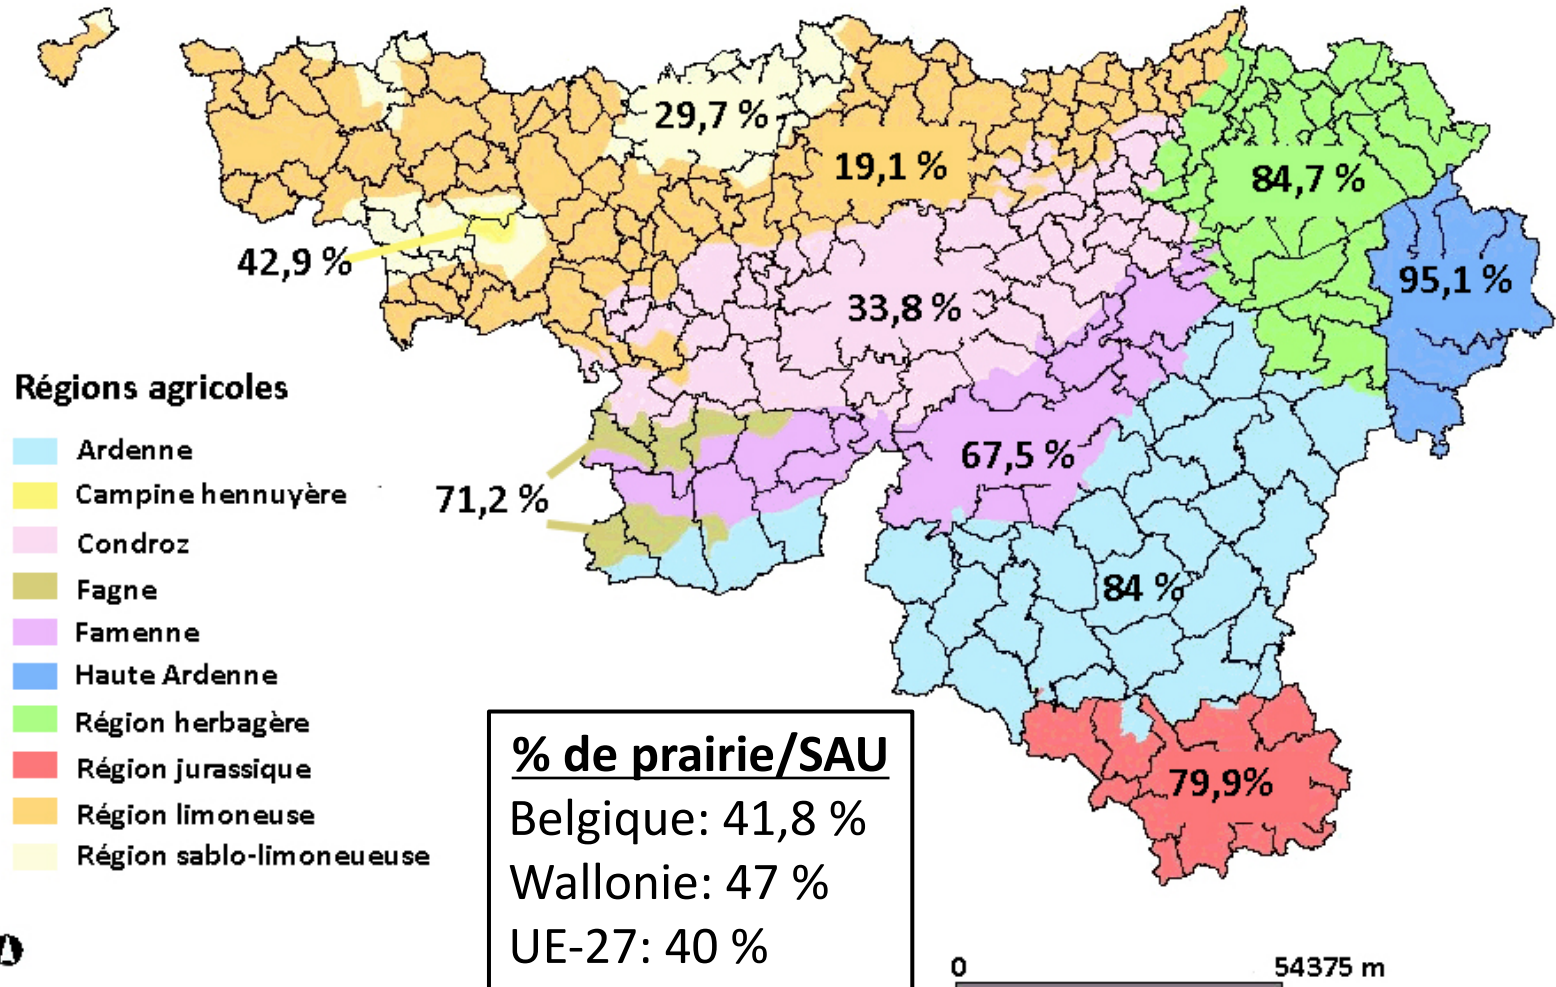 29,7 %
19,1 %
84,7 %
42,9 %
95,1 %
33,8 %
Régions agricoles
Ardenne
Campine hennuyère
Condroz
Fagne
Famenne
Haute Ardenne
Région herbagère
Région jurassique
Région limoneuse
Région sablo-limoneueuse
67,5 %
71,2 %
84 %
79,9%
% de prairie/SAU
Belgique: 41,8 %
Wallonie: 47 %
UE-27: 40 %
0 54375 m